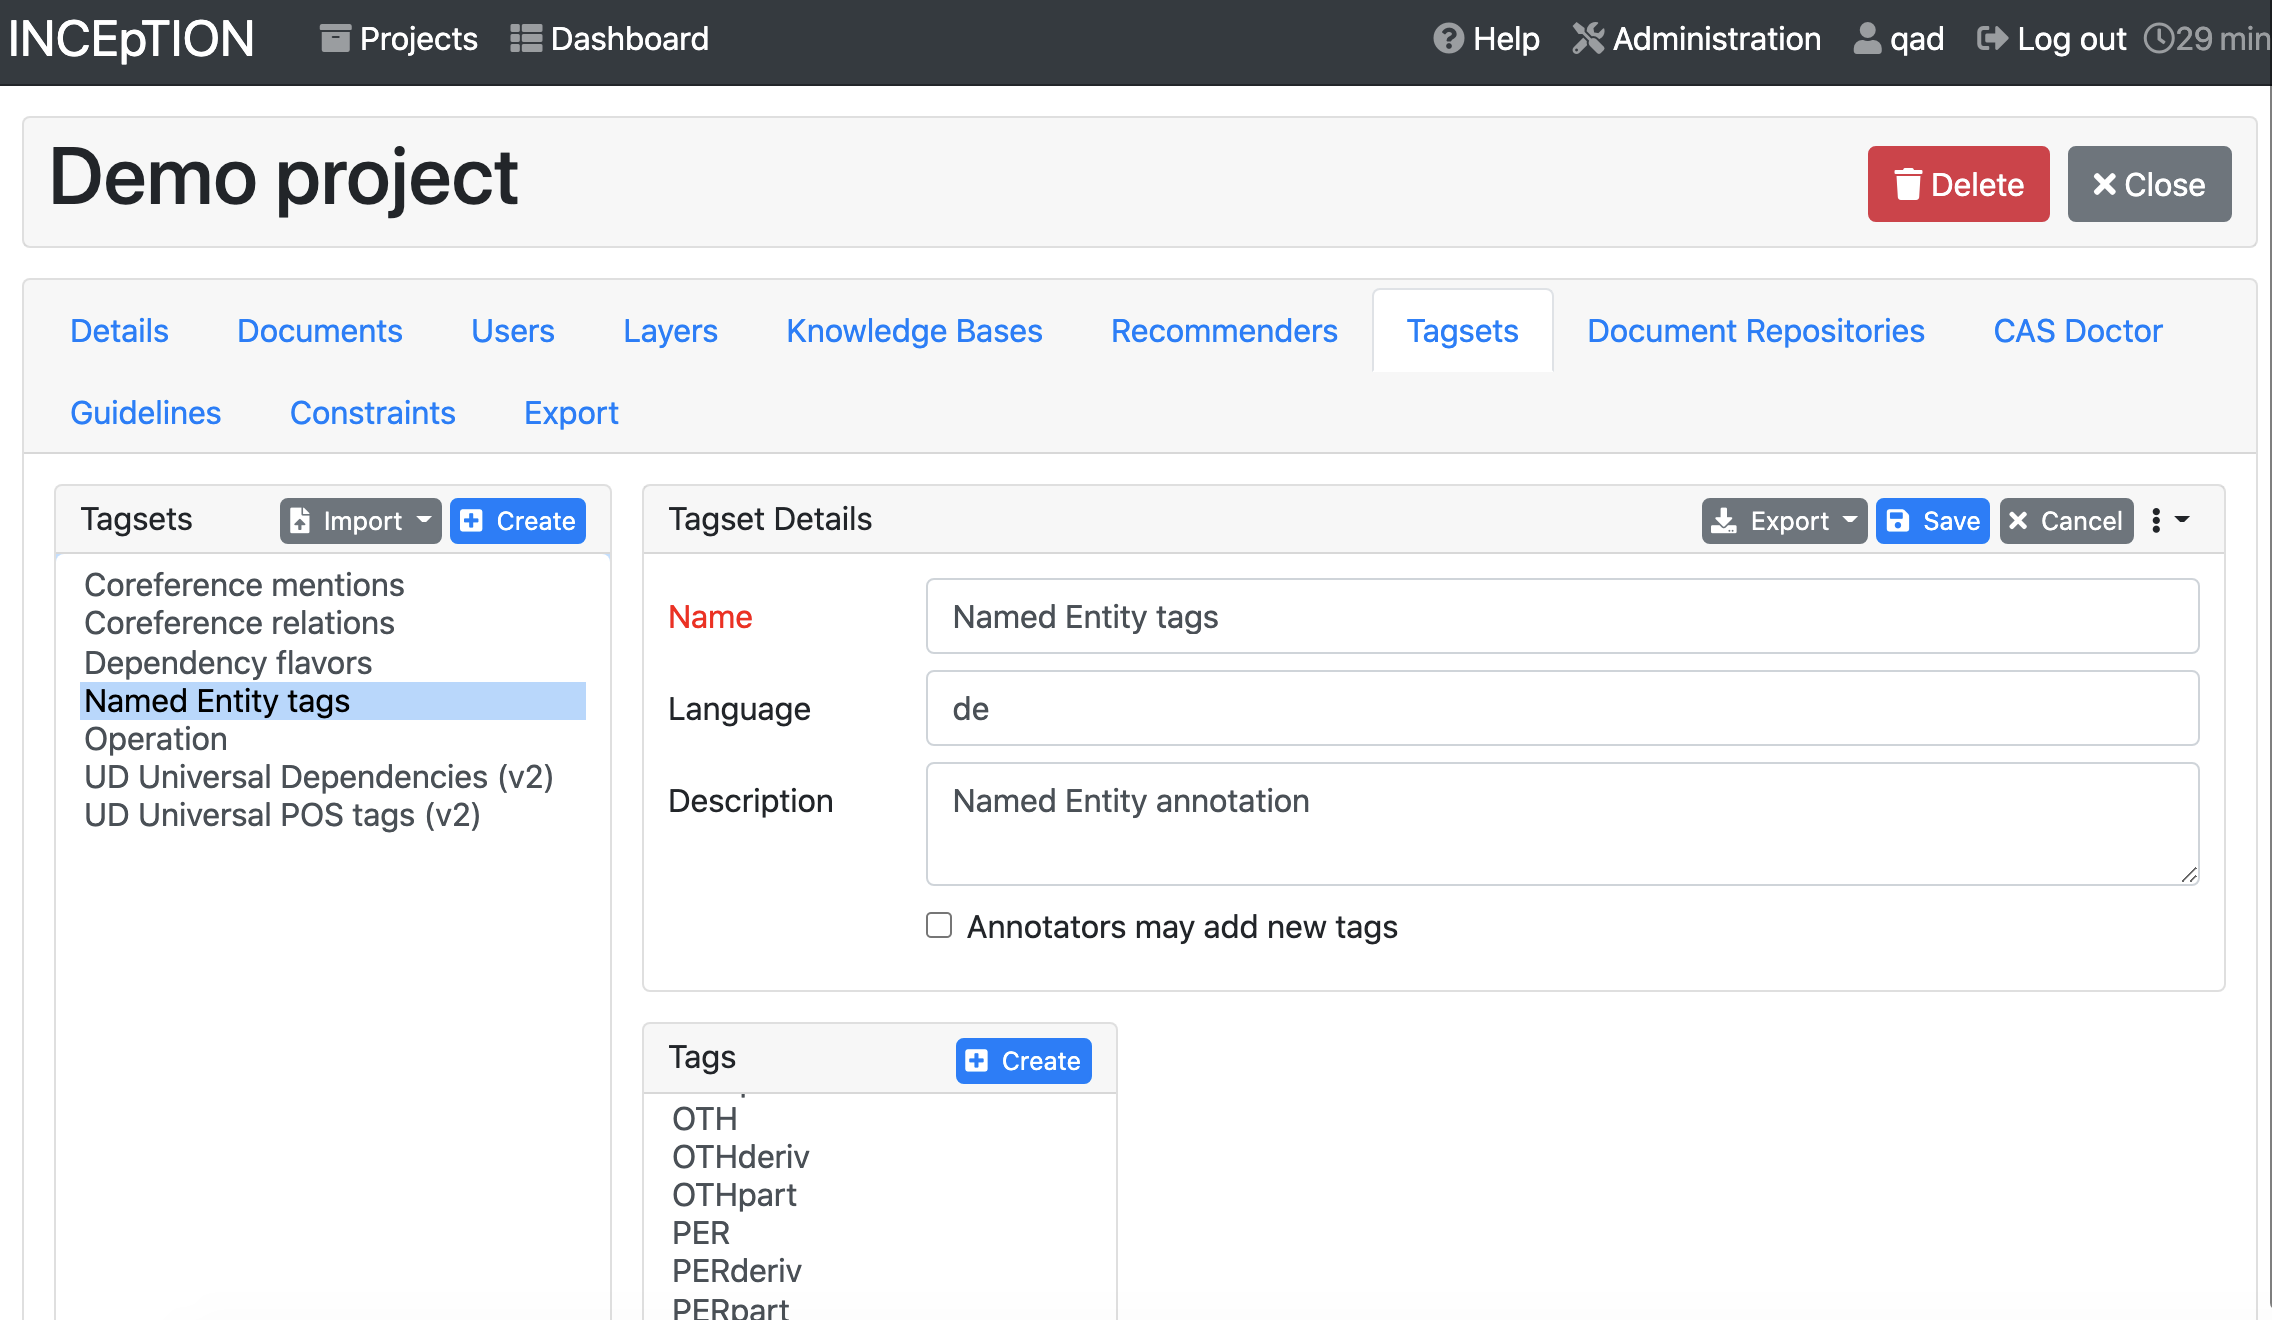 INCEpTION Projects Dashboard Help Administration qad Log out 29 min
Demo project Delete Close
Details Documents Users Layers Knowledge Bases Recommenders Tagsets Document Repositories CAS Doctor
Guidelines Constraints Export
Tagsets Import Create
Coreference mentions
Coreference relations
Dependency flavors
Named Entity tags
Operation
UD Universal Dependencies (v2)
UD Universal POS tags (v2)
Tagset Details Export Save Cancel
Name Named Entity tags
Language de
Description Named Entity annotation
Annotators may add new tags
Tags Create
OTH
OTHderiv
OTHpart
PER
PERderiv
PERpart